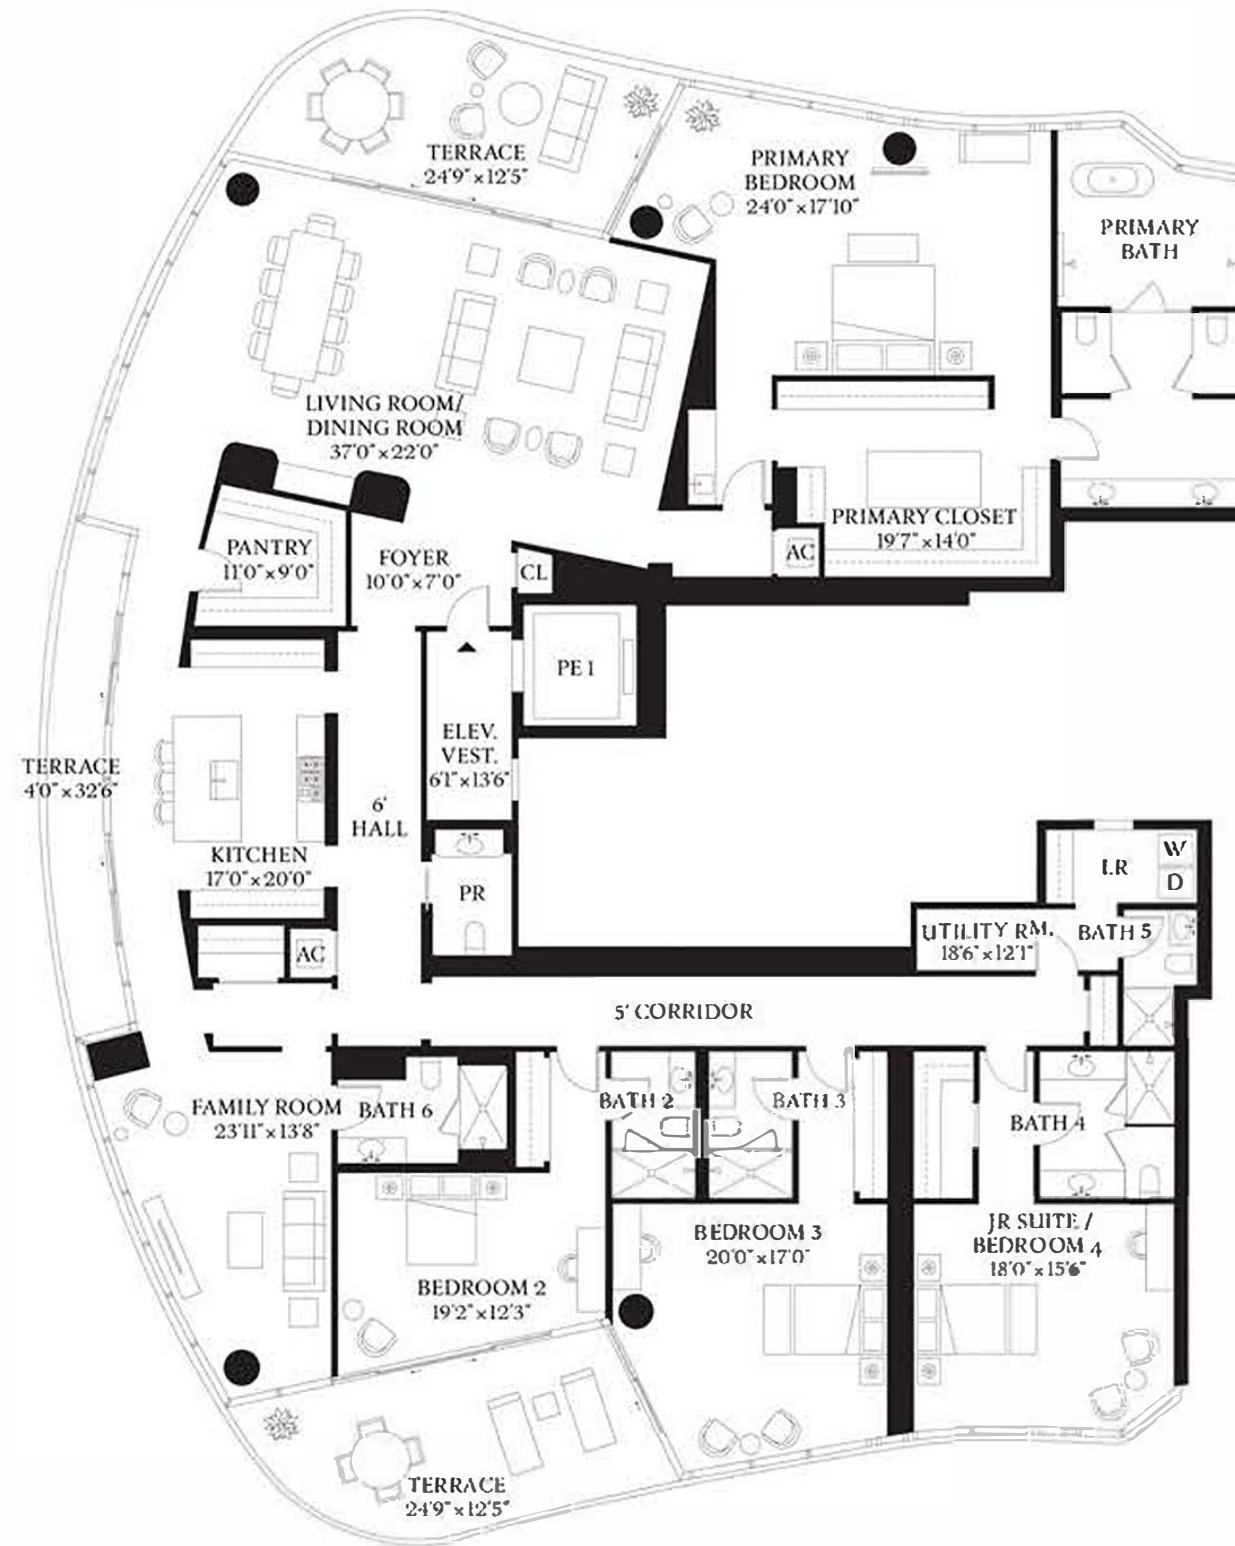 TERRACE
24'9" × 12'5"
PRIMARY
BEDROOM
24'0" × 17'10"
PRIMARY
BATH
LIVING ROOM/
DINING ROOM
37'0" × 22'0"
PRIMARY CLOSET
19'7" × 14'0"
AC
PANTRY
11'0" × 9'0"
FOYER
10'0" × 7'0"
CL
PE 1
ELEV.
VEST.
6'1" × 13'6"
TERRACE
4'0" × 32'6"
6'
HALL
KITCHEN
17'0" × 20'0"
PR
AC
LR
W
D
UTILITY RM.
18'6" × 12'1"
BATH 5
5' CORRIDOR
FAMILY ROOM
23'11" × 13'8"
BATH 6
BATH 2
BATH 3
BATH 4
BEDROOM 2
19'2" × 12'3"
BEDROOM 3
20'0" × 17'0"
JR SUITE /
BEDROOM 4
18'0" × 15'6"
TERRACE
24'9" × 12'5"